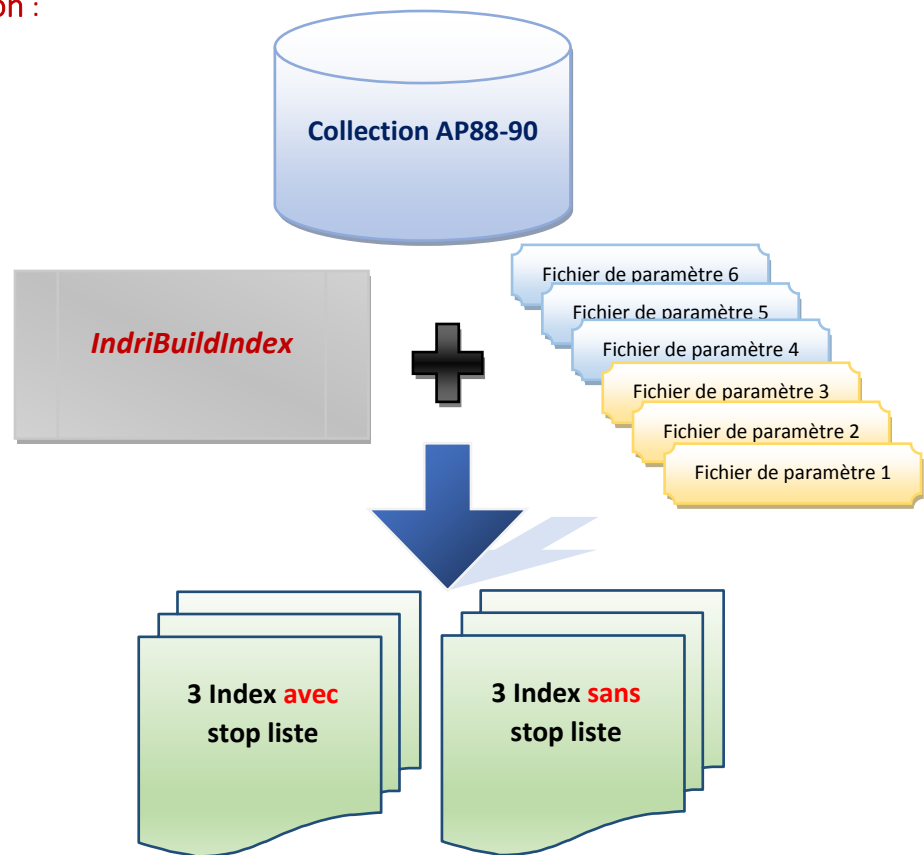 on :
Collection AP88-90
IndriBuildIndex
Fichier de paramètre 6
Fichier de paramètre 5
Fichier de paramètre 4
Fichier de paramètre 3
Fichier de paramètre 2
Fichier de paramètre 1
3 Index avec
stop liste
3 Index sans
stop liste